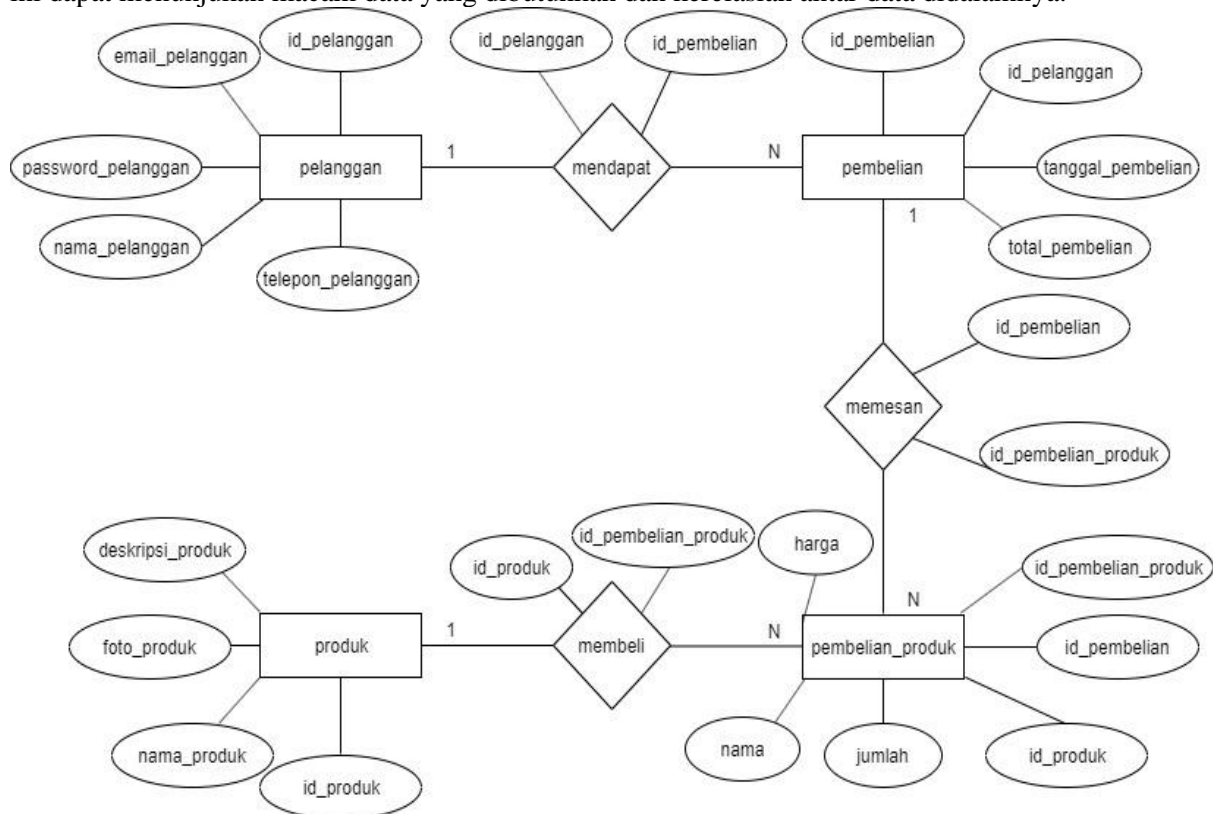 id_pelanggan
email_pelanggan
password_pelanggan
nama_pelanggan
telepon_pelanggan
pelanggan
1
id_pelanggan
id_pembelian
mendapat
N
id_pembelian
id_pelanggan
tanggal_pembelian
total_pembelian
pembelian
1
id_pembelian
memesan
id_pembelian_produk
N
deskripsi_produk
foto_produk
nama_produk
id_produk
produk
1
id_produk
id_pembelian_produk
membeli
N
harga
pembelian_produk
id_pembelian_produk
id_pembelian
id_produk
jumlah
nama